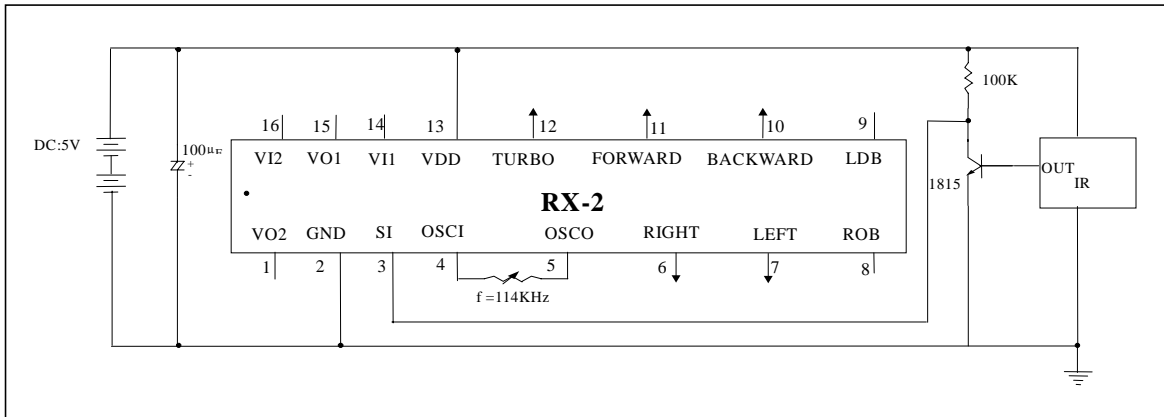 100K
16 15 14 13 12 11 10 9
DC:5V
100μF
+
-
VI2 VO1 VI1 VDD TURBO FORWARD BACKWARD LDB
OUT
IR
1815
RX-2
VO2 GND SI OSCI OSCO RIGHT LEFT ROB
1 2 3 4 5 6 7 8
f =114KHz